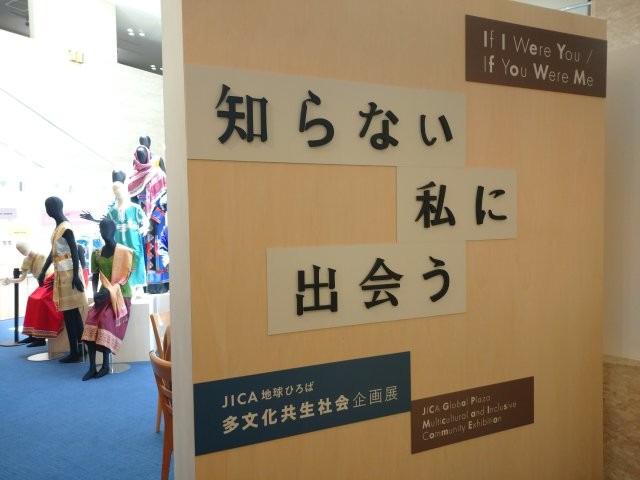 If I Were You /
If You Were Me
知らない
私に
出会う
JICA地球ひろば
多文化共生社会企画展
JICA Global Plaza
Multicultural and Inclusive
Community Exhibition